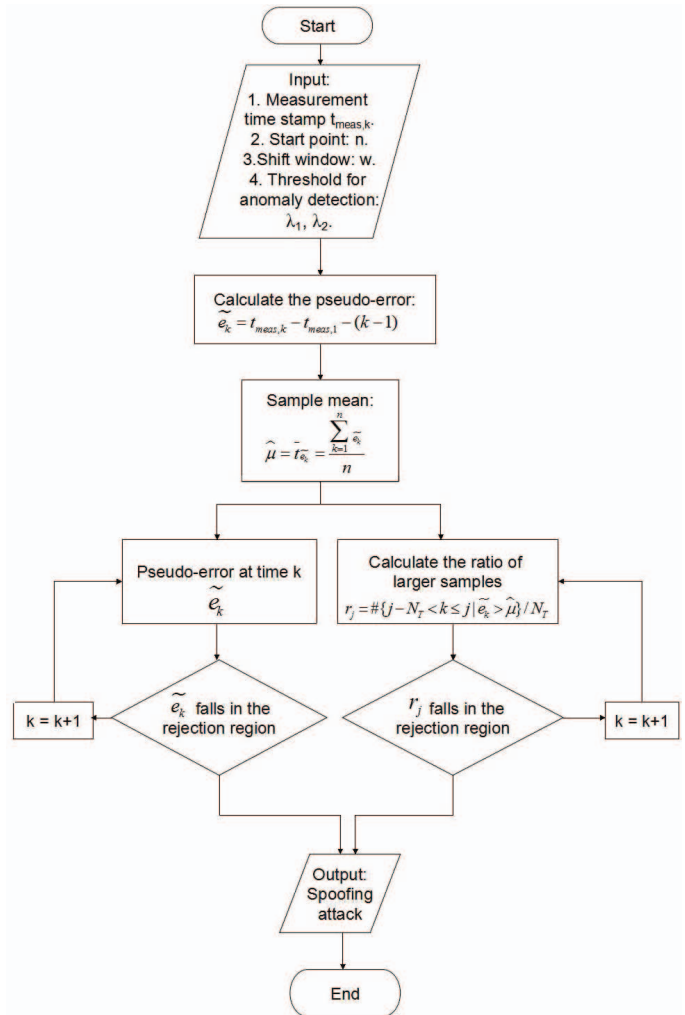 Start
Input:
1. Measurement
time stamp t_meas,k.
2. Start point: n.
3.Shift window: w.
4. Threshold for
anomaly detection:
λ₁, λ₂.
Calculate the pseudo-error:
ẽ_k = t_meas,k − t_meas,1 − (k−1)
Sample mean:
μ̂ = t̄_ẽ_k = ∑_{k=1}^{n} ẽ_k / n
Pseudo-error at time k
ẽ_k
Calculate the ratio of
larger samples
r_j = #{j − N_T < k ≤ j | ẽ_k > μ̂} / N_T
ẽ_k falls in the
rejection region
k = k+1
r_j falls in the
rejection region
k = k+1
Output:
Spoofing
attack
End